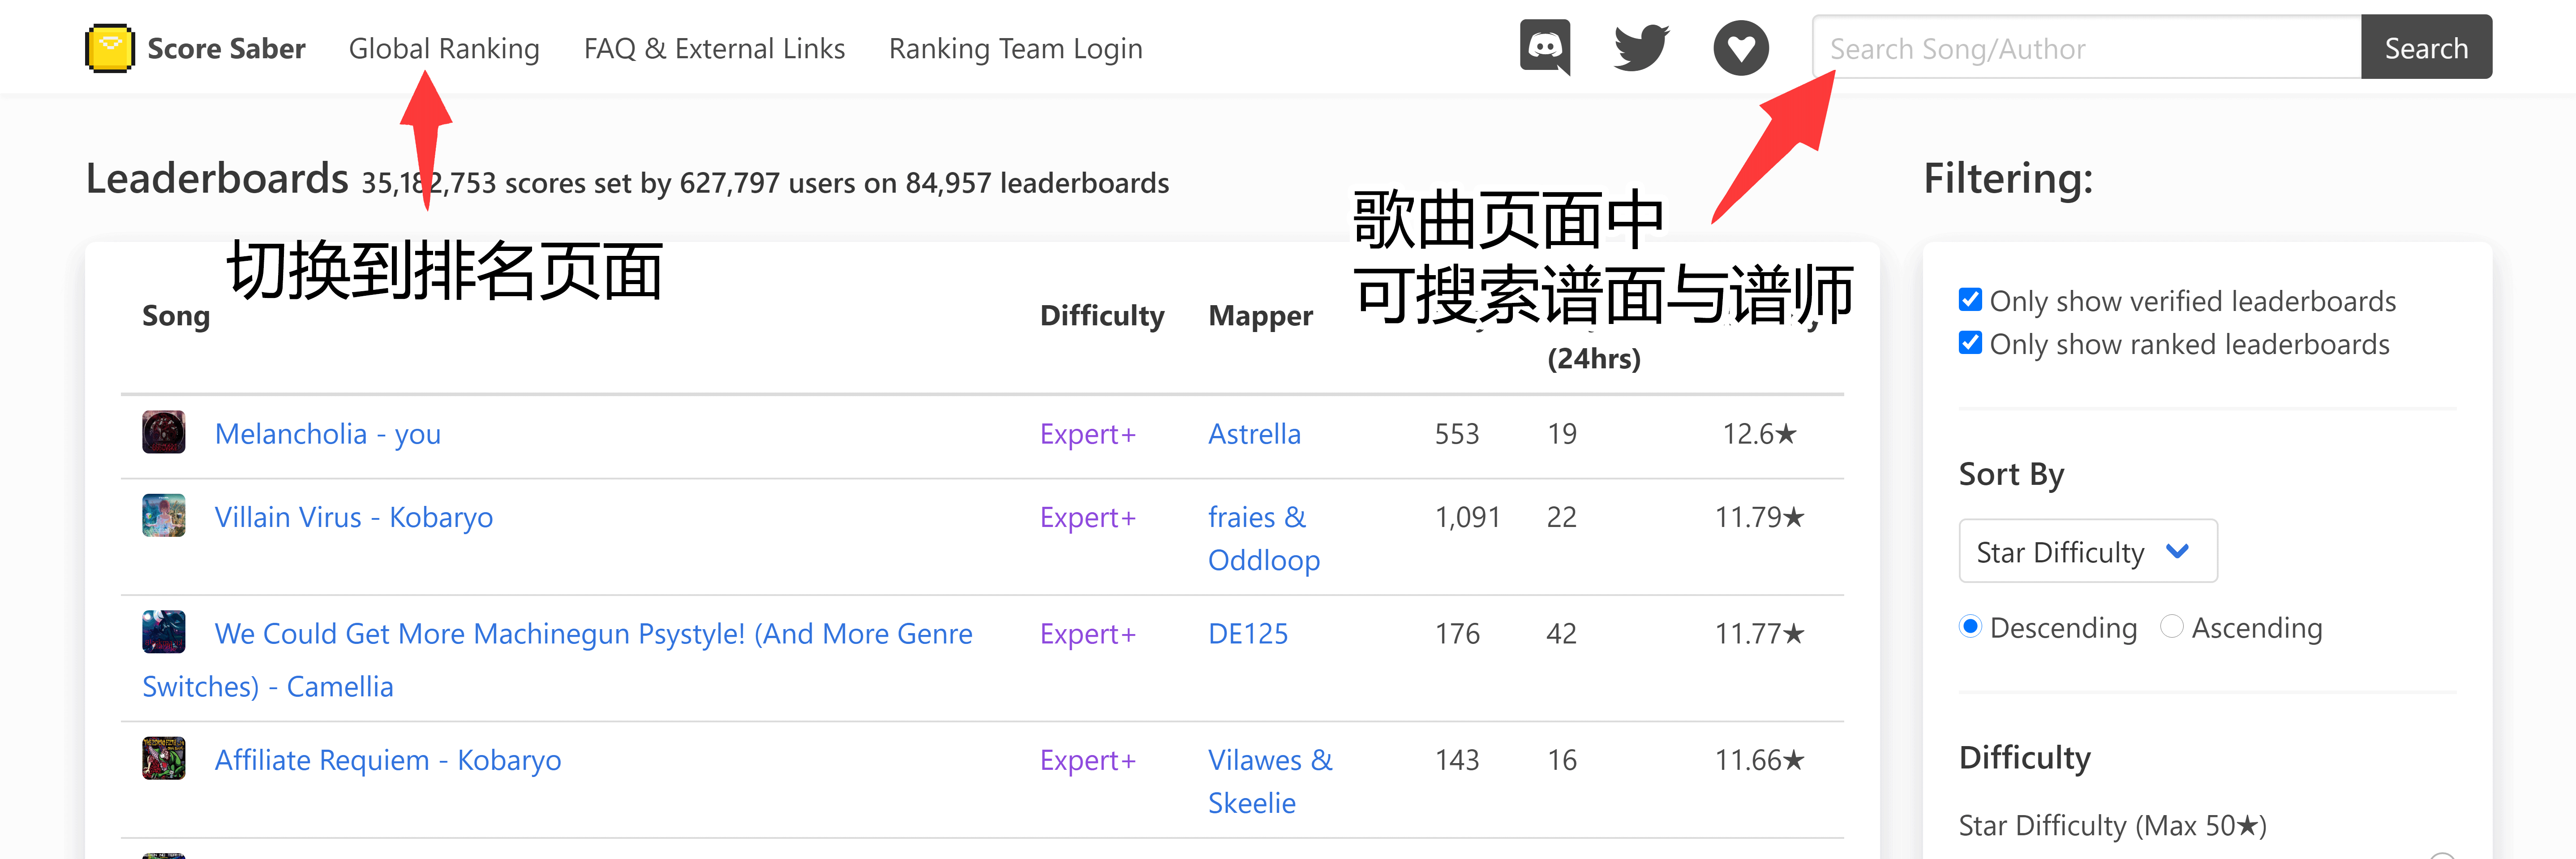 Score Saber Global Ranking FAQ & External Links Ranking Team Login Search Song/Author Search
Leaderboards 35,182,753 scores set by 627,797 users on 84,957 leaderboards
切换到排名页面
歌曲页面中
可搜索谱面与谱师
Song Difficulty Mapper
(24hrs)
Melancholia - you Expert+ Astrella 553 19 12.6★
Villain Virus - Kobaryo Expert+ fraies & 1,091 22 11.79★
Oddloop
We Could Get More Machinegun Psystyle! (And More Genre Expert+ DE125 176 42 11.77★
Switches) - Camellia
Affiliate Requiem - Kobaryo Expert+ Vilawes & 143 16 11.66★
Skeelie
Filtering:
Only show verified leaderboards
Only show ranked leaderboards
Sort By
Star Difficulty
Descending Ascending
Difficulty
Star Difficulty (Max 50★)